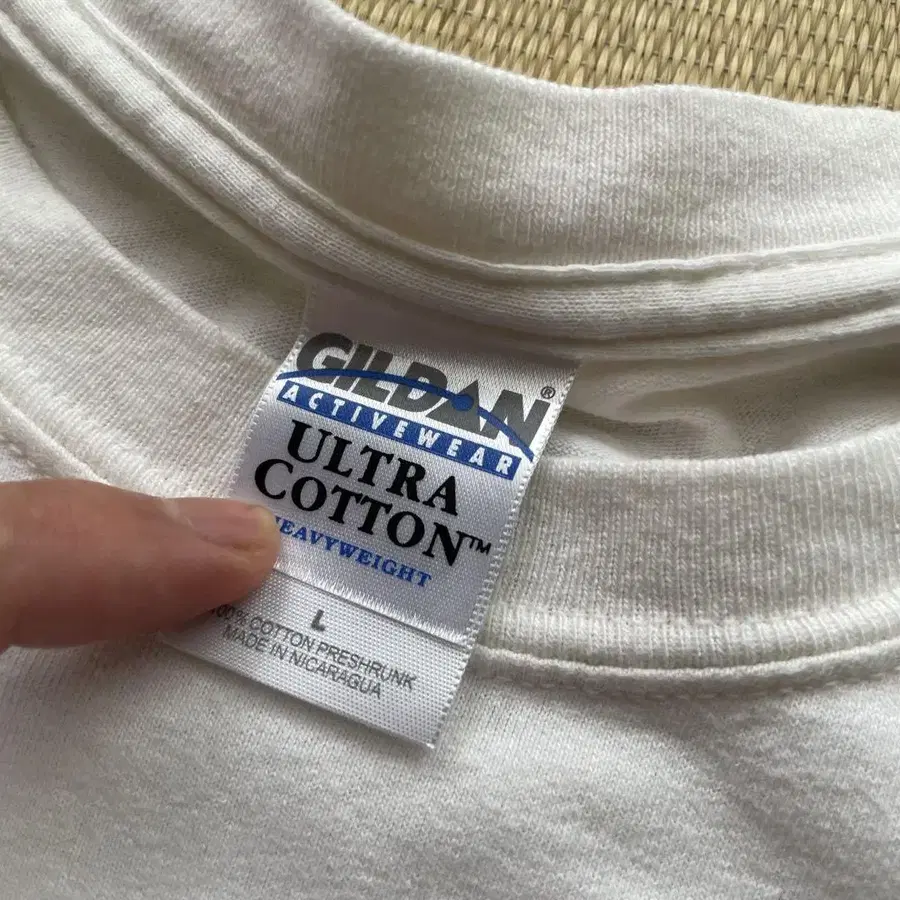 GILDAN®
ACTIVEWEAR
ULTRA
COTTON™
HEAVYWEIGHT
L
100% COTTON PRESHRUNK
MADE IN NICARAGUA